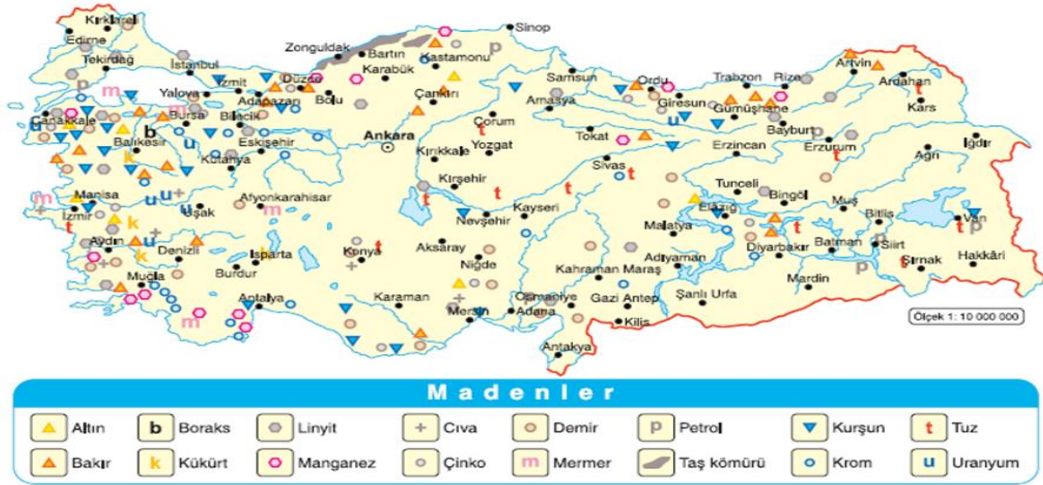 Kırklareli
Sinop
Edirne
Zonguldak
Bartın
Kastamonu
p
Tekirdağ
İstanbul
Karabük
Artvin
p
İzmit
Düzce
Samsun
Ordu
Trabzon
Rize
Ardahan
m
Yalova
Adapazarı
Bolu
Çankırı
Amasya
Giresun
Gümüşhane
t
Kars
m
Bursa
Bilecik
Çorum
u
Çanakkale
u
b
Ankara
t
Tokat
Bayburt
p
Balıkesir
u
Eskişehir
Yozgat
Erzincan
Erzurum
Iğdır
k
Kütahya
Kırıkkale
Sivas
t
t
Ağrı
Kırşehir
t
t
Tunceli
Bingöl
m
Manisa
u
u
Afyonkarahisar
t
t
Elazığ
Muş
İzmir
u
Uşak
m
Nevşehir
Kayseri
t
Bitlis
t
Van
t
k
Malatya
t
p
Aydın
u
Denizli
Konya
t
Aksaray
Diyarbakır
Batman
Siirt
k
k
Isparta
Niğde
Adıyaman
t
Şırnak
Hakkâri
Burdur
Kahraman Maraş
Mardin
p
Muğla
Antalya
Karaman
Osmaniye
Gazi Antep
Şanlı Urfa
m
Mersin
Adana
Kilis
Ölçek 1: 10 000 000
Antakya
Madenler
Altın
b
Boraks
Linyit
Cıva
Demir
p
Petrol
Kurşun
t
Tuz
Bakır
k
Kükürt
Manganez
Çinko
m
Mermer
Taş kömürü
Krom
u
Uranyum